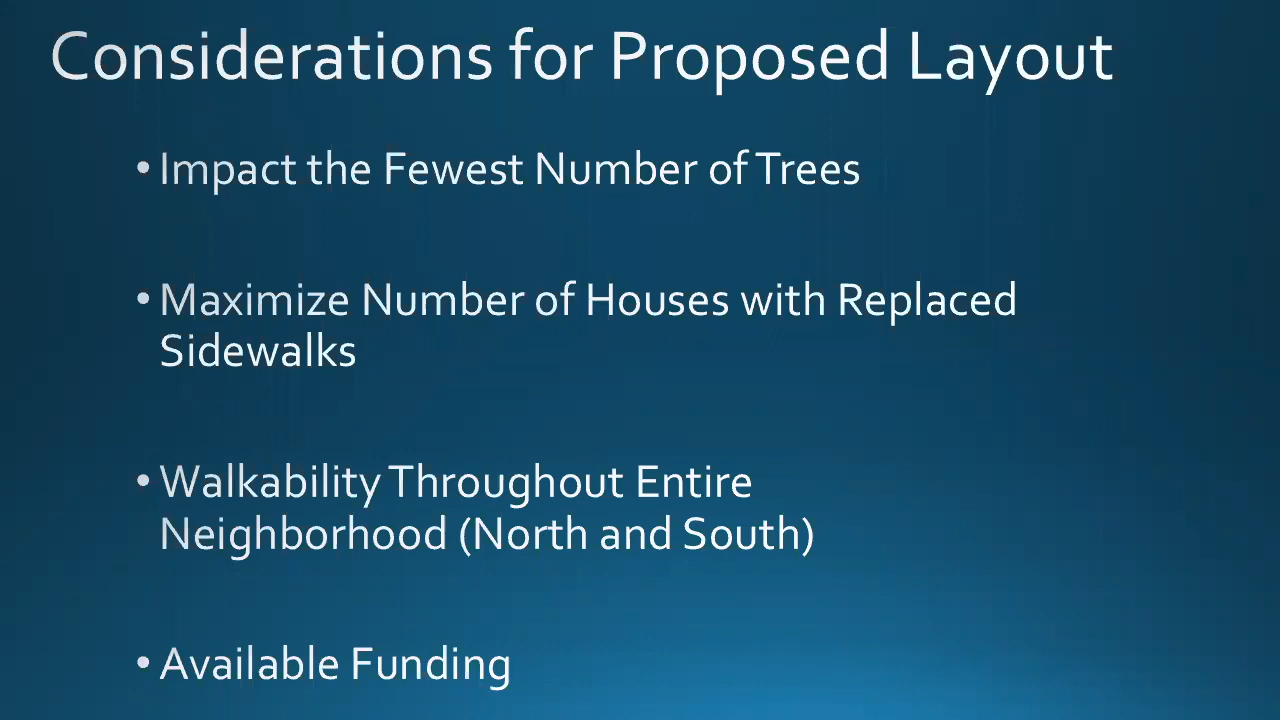 Considerations for Proposed Layout
• Impact the Fewest Number of Trees
• Maximize Number of Houses with Replaced
Sidewalks
• Walkability Throughout Entire
Neighborhood (North and South)
• Available Funding